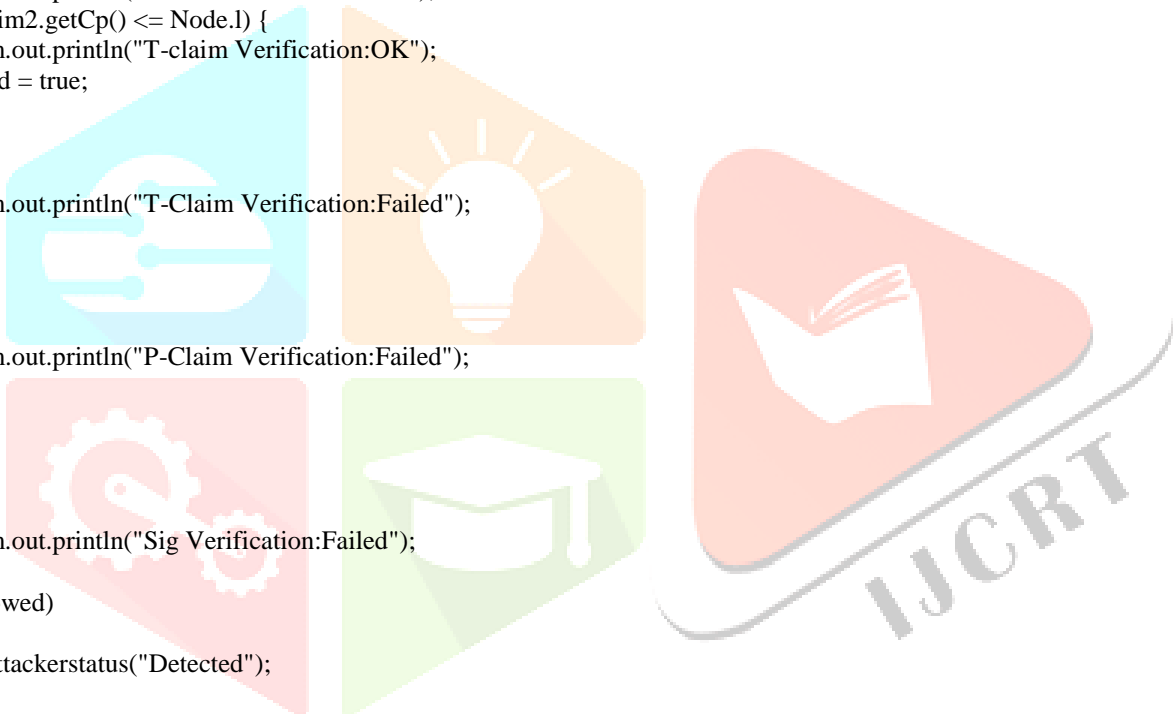 im2.getCp() <= Node.l) {
n.out.println("T-claim Verification:OK");
d = true;
n.out.println("T-Claim Verification:Failed");
n.out.println("P-Claim Verification:Failed");
n.out.println("Sig Verification:Failed");
wed)
ttackerstatus("Detected");
IJCRT